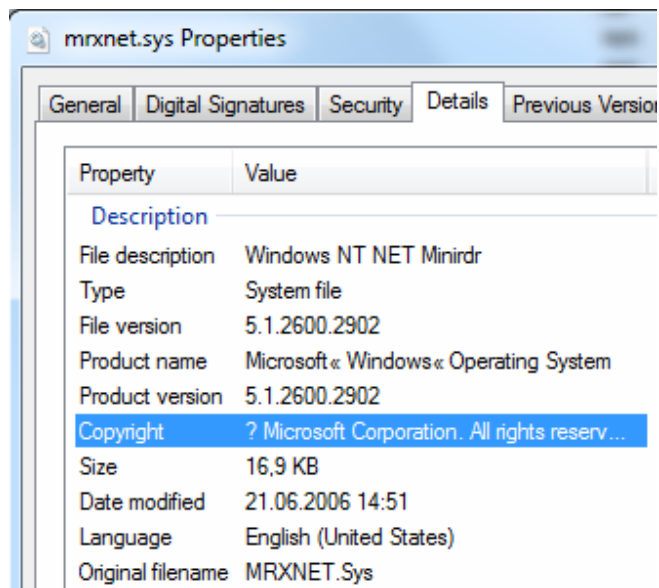 mrxnet.sys Properties
General Digital Signatures Security Details Previous Version
Property Value
Description
File description Windows NT NET Minirdr
Type System file
File version 5.1.2600.2902
Product name Microsoft« Windows« Operating System
Product version 5.1.2600.2902
Copyright ? Microsoft Corporation. All rights reserv...
Size 16,9 KB
Date modified 21.06.2006 14:51
Language English (United States)
Original filename MRXNET.Sys